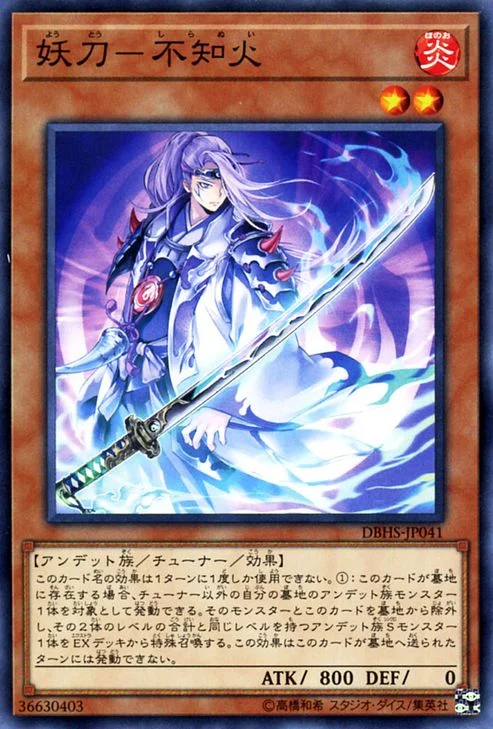 妖刀－不知火
炎
DBHS-JP041
【アンデット族／チューナー／効果】
このカード名の効果は1ターンに1度しか使用できない。①：このカードが墓地
に存在する場合、チューナー以外の自分の墓地のアンデット族モンスター
1体を対象として発動できる。そのモンスターとこのカードを墓地から除外
し、その2体のレベルの合計と同じレベルを持つアンデット族Sモンスター
1体をEXデッキから特殊召喚する。この効果はこのカードが墓地へ送られた
ターンには発動できない。
ATK/ 800 DEF/ 0
36630403
©高橋和希 スタジオ・ダイス/集英社